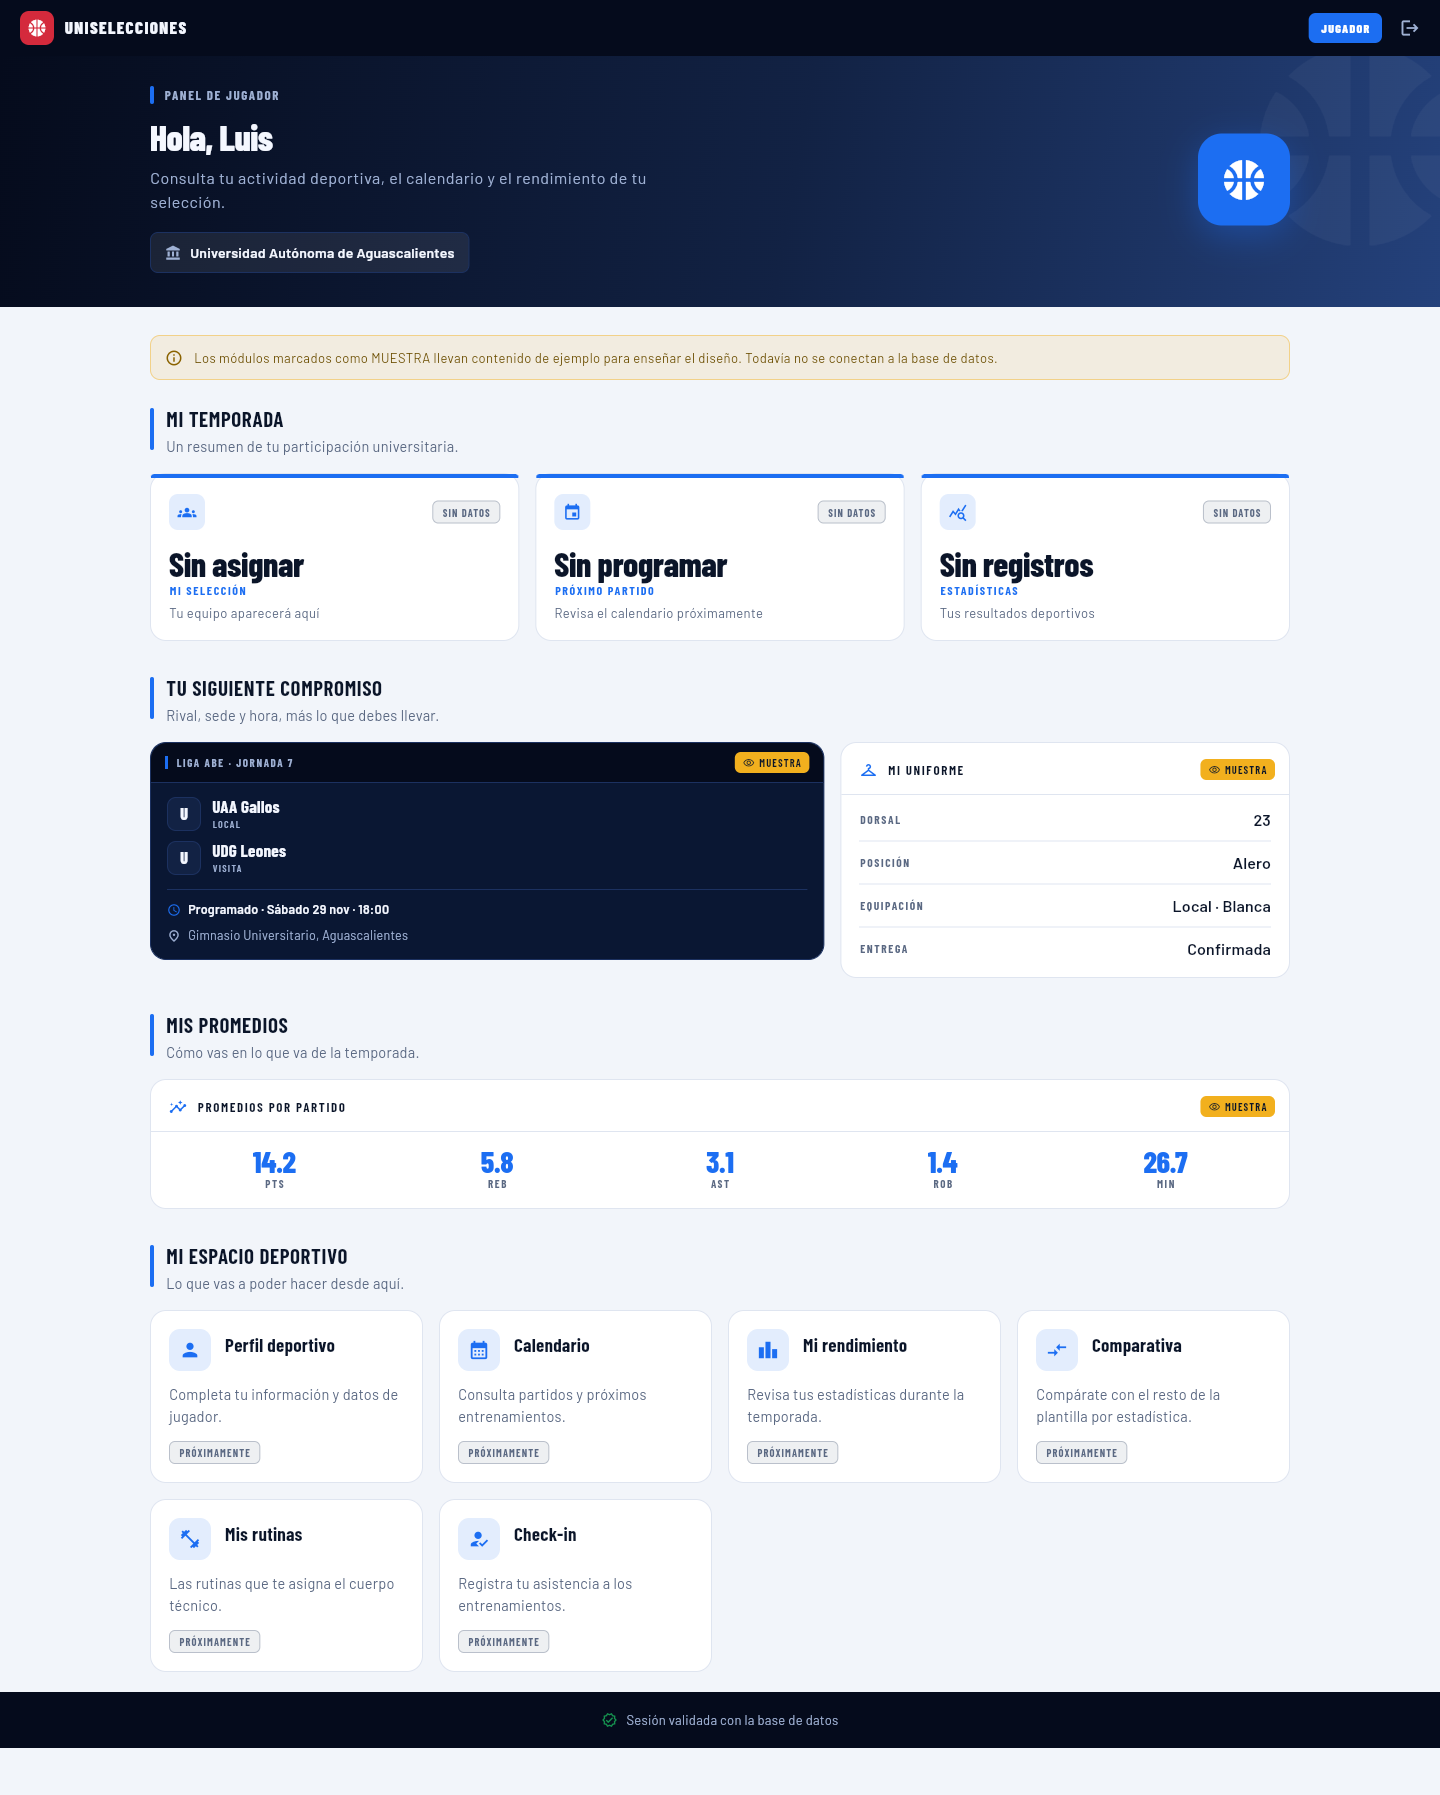 UNISELECCIONES
JUGADOR
PANEL DE JUGADOR
Hola, Luis
Consulta tu actividad deportiva, el calendario y el rendimiento de tu
selección.
Universidad Autónoma de Aguascalientes
Los módulos marcados como MUESTRA llevan contenido de ejemplo para enseñar el diseño. Todavía no se conectan a la base de datos.
MI TEMPORADA
Un resumen de tu participación universitaria.
SIN DATOS
Sin asignar
MI SELECCIÓN
Tu equipo aparecerá aquí
SIN DATOS
Sin programar
PRÓXIMO PARTIDO
Revisa el calendario próximamente
SIN DATOS
Sin registros
ESTADÍSTICAS
Tus resultados deportivos
TU SIGUIENTE COMPROMISO
Rival, sede y hora, más lo que debes llevar.
LIGA ABE · JORNADA 7
MUESTRA
U
UAA Gallos
LOCAL
U
UDG Leones
VISITA
Programado · Sábado 29 nov · 18:00
Gimnasio Universitario, Aguascalientes
MI UNIFORME
MUESTRA
DORSAL
23
POSICIÓN
Alero
EQUIPACIÓN
Local · Blanca
ENTREGA
Confirmada
MIS PROMEDIOS
Cómo vas en lo que va de la temporada.
PROMEDIOS POR PARTIDO
MUESTRA
14.2
PTS
5.8
REB
3.1
AST
1.4
ROB
26.7
MIN
MI ESPACIO DEPORTIVO
Lo que vas a poder hacer desde aquí.
Perfil deportivo
Completa tu información y datos de
jugador.
PRÓXIMAMENTE
Calendario
Consulta partidos y próximos
entrenamientos.
PRÓXIMAMENTE
Mi rendimiento
Revisa tus estadísticas durante la
temporada.
PRÓXIMAMENTE
Comparativa
Compárate con el resto de la
plantilla por estadística.
PRÓXIMAMENTE
Mis rutinas
Las rutinas que te asigna el cuerpo
técnico.
PRÓXIMAMENTE
Check-in
Registra tu asistencia a los
entrenamientos.
PRÓXIMAMENTE
Sesión validada con la base de datos